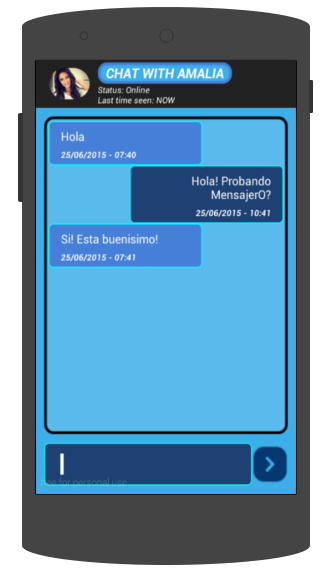 CHAT WITH AMALIA
Status: Online
Last time seen: NOW
Hola
25/06/2015 - 07:40
Hola! Probando
MensajerO?
25/06/2015 - 10:41
Si! Esta buenisimo!
25/06/2015 - 07:41
for personal use